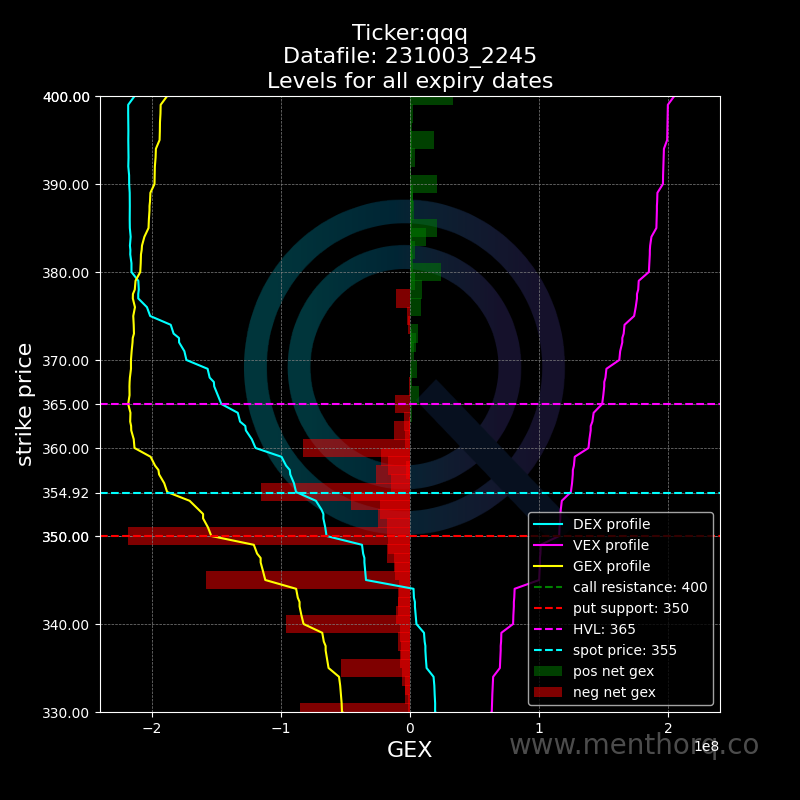 Ticker:qqq
Datafile: 231003_2245
Levels for all expiry dates
400.00
390.00
380.00
370.00
365.00
360.00
354.92
350.00
340.00
330.00
strike price
−2
−1
0
1
2
1e8
GEX
DEX profile
VEX profile
GEX profile
call resistance: 400
put support: 350
HVL: 365
spot price: 355
pos net gex
neg net gex
www.menthorq.co